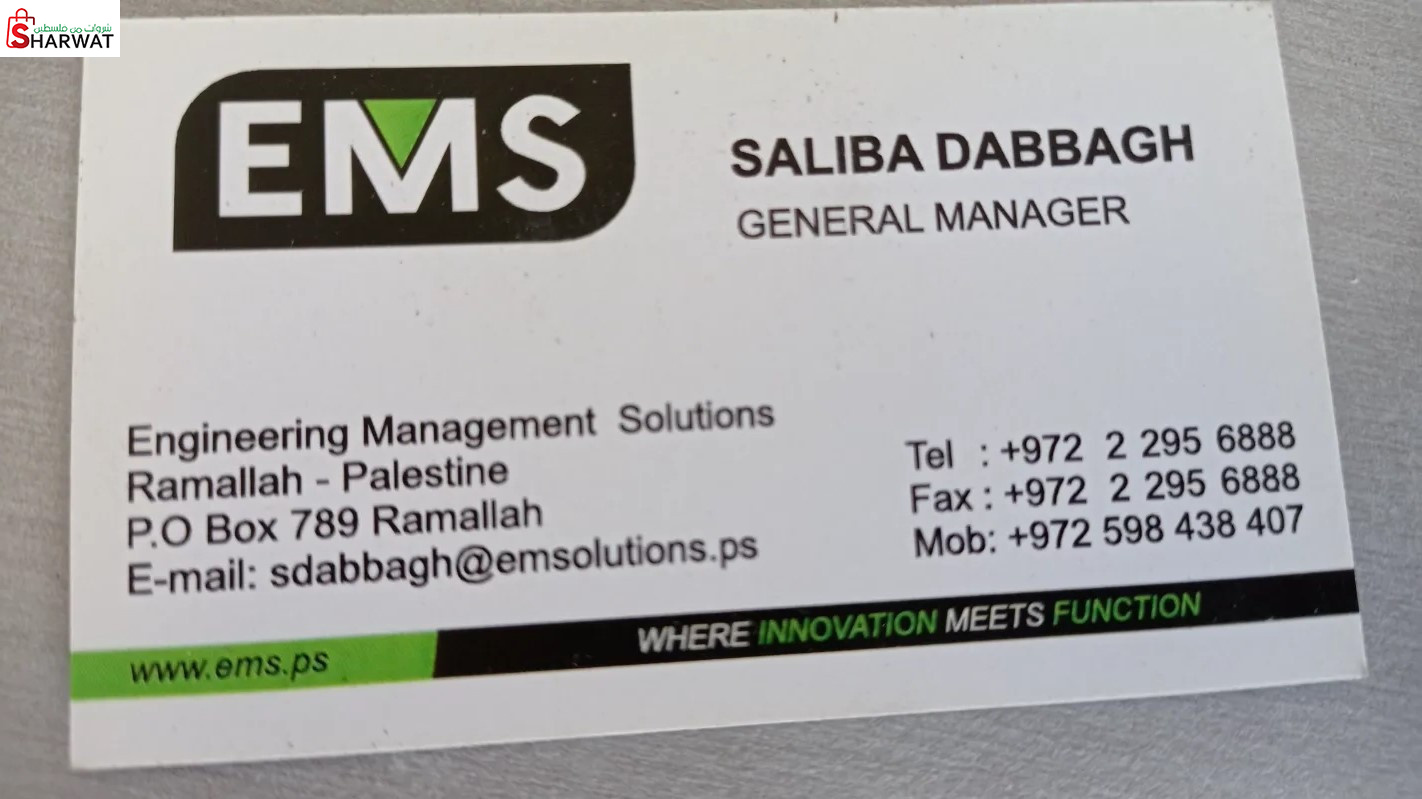 شروات من فلسطين
SHARWAT
EMS
SALIBA DABBAGH
GENERAL MANAGER
Engineering Management Solutions
Ramallah - Palestine
P.O Box 789 Ramallah
E-mail: sdabbagh@emsolutions.ps
Tel : +972 2 295 6888
Fax : +972 2 295 6888
Mob: +972 598 438 407
WHERE INNOVATION MEETS FUNCTION
www.ems.ps